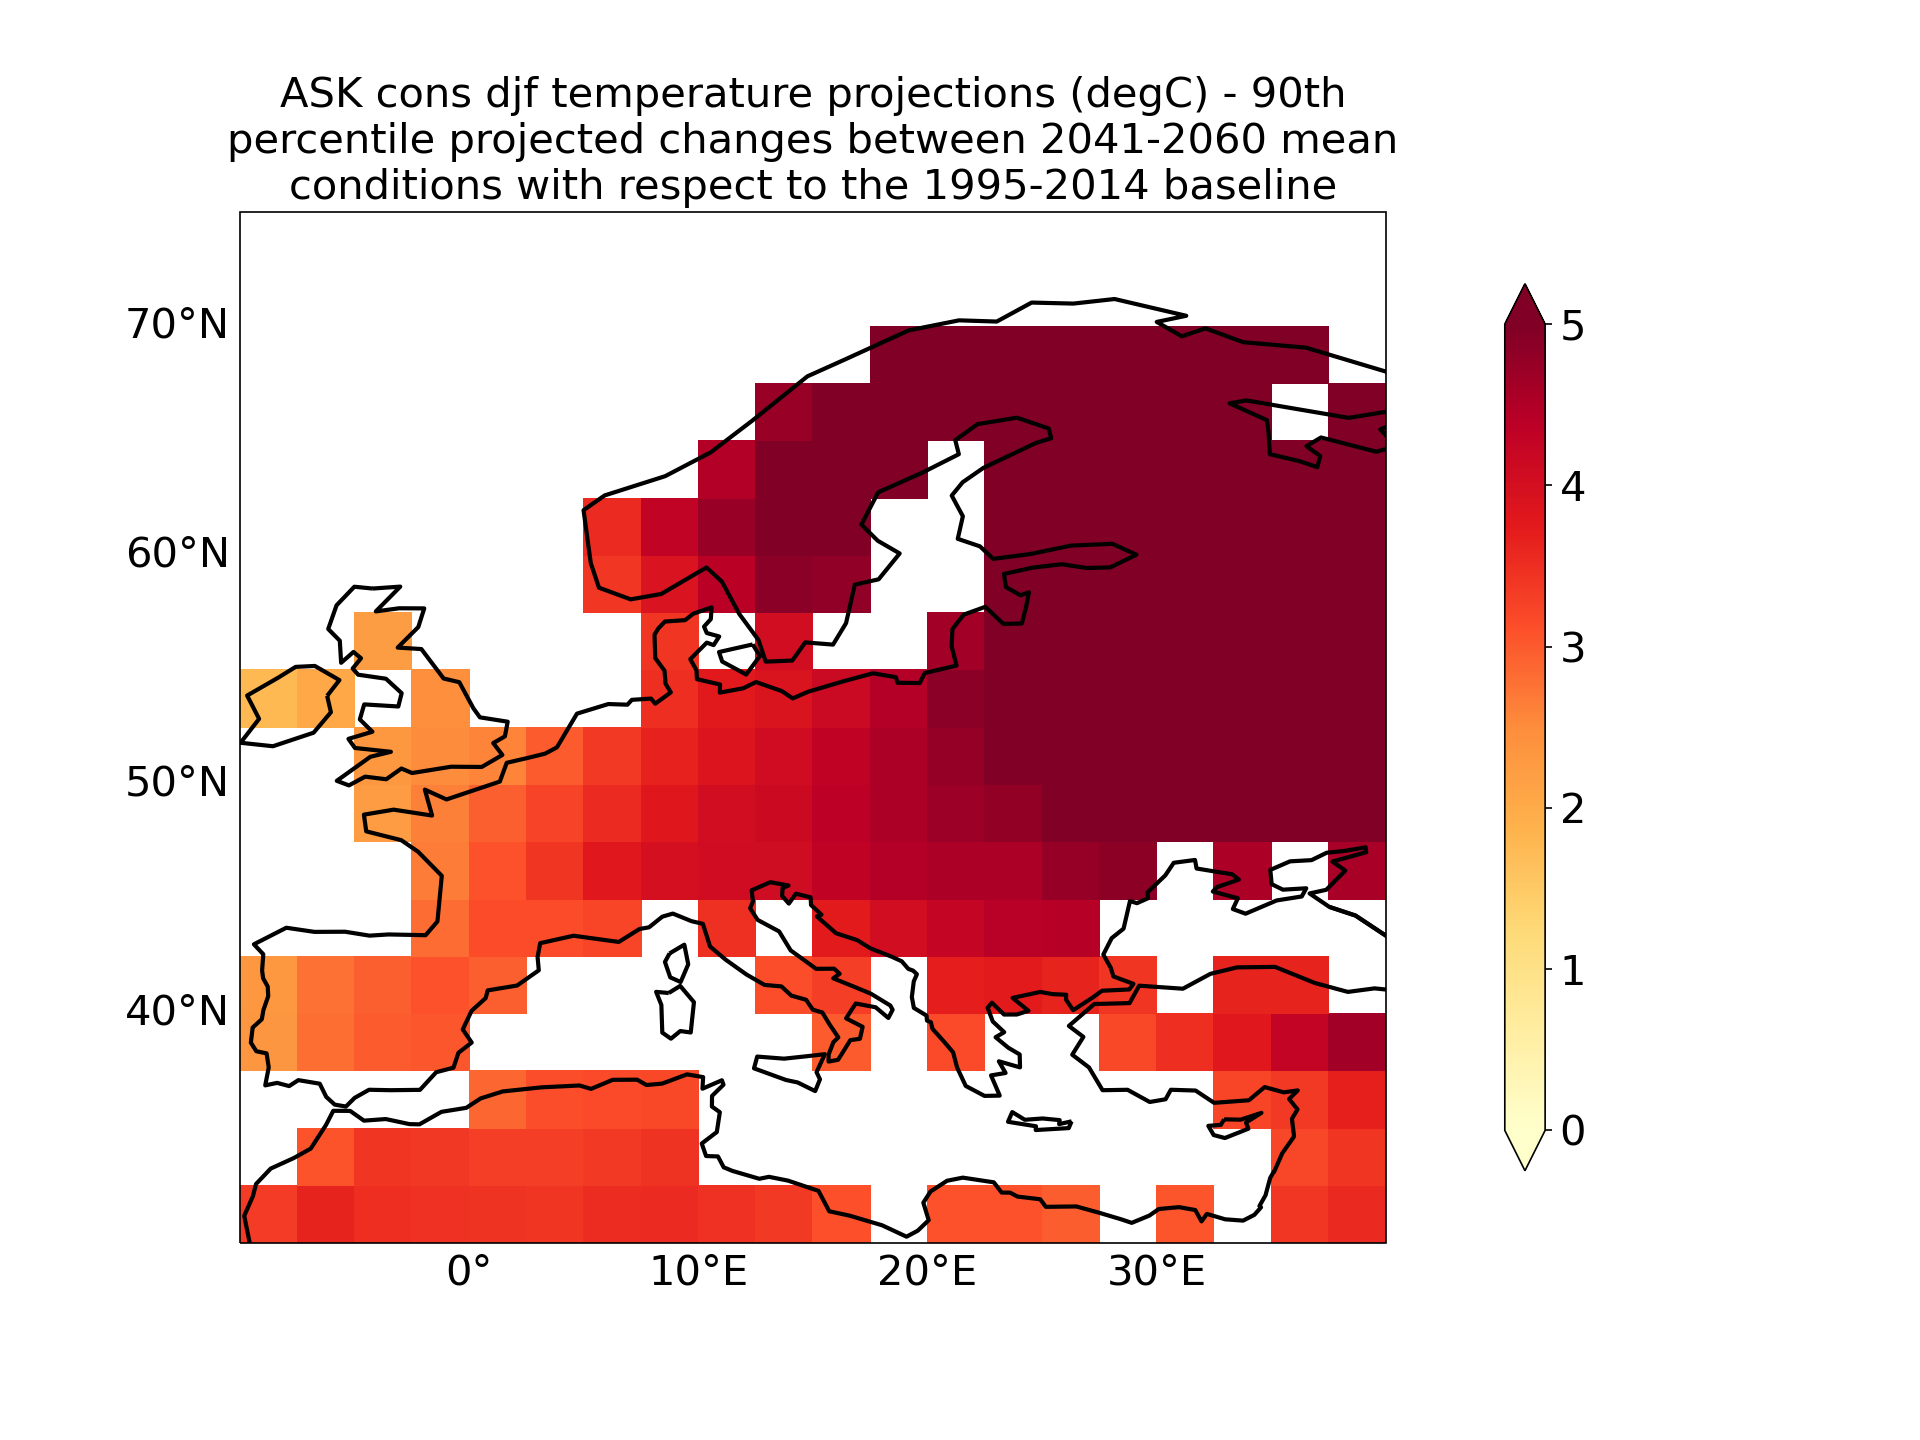 ASK cons djf temperature projections (degC) - 90th
percentile projected changes between 2041-2060 mean
conditions with respect to the 1995-2014 baseline
70°N
60°N
50°N
40°N
0°
10°E
20°E
30°E
5
4
3
2
1
0